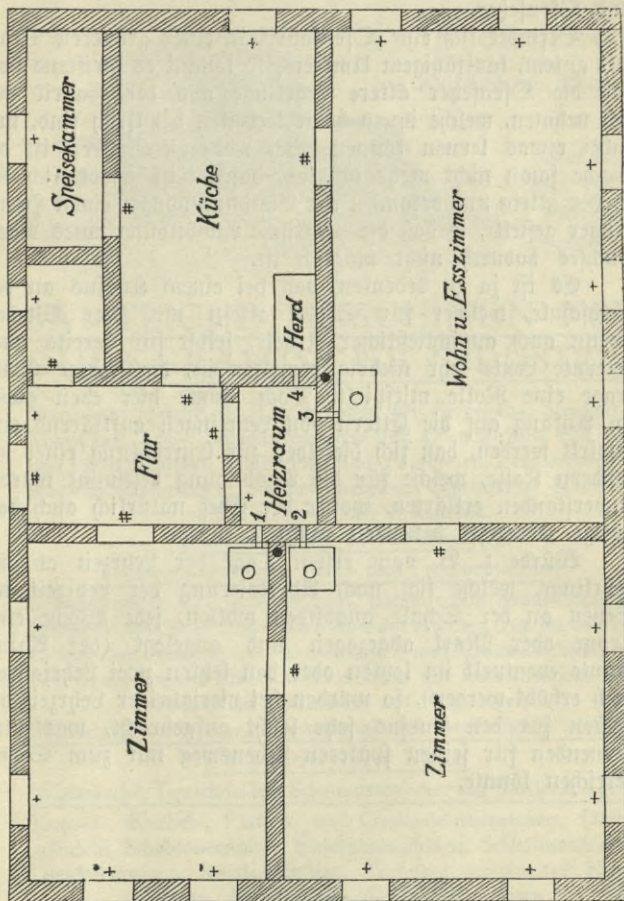 Zimmer
Flur
Speisekammer
Küche
1
2
Heizraum
3
4
Herd
Zimmer
Wohn u. Esszimmer